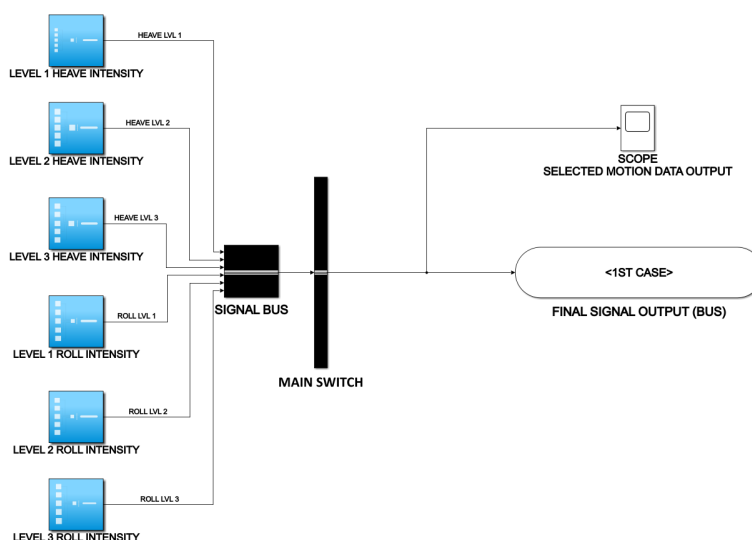 HEAVE LVL 1
LEVEL 1 HEAVE INTENSITY
HEAVE LVL 2
LEVEL 2 HEAVE INTENSITY
SCOPE
SELECTED MOTION DATA OUTPUT
HEAVE LVL 3
LEVEL 3 HEAVE INTENSITY
<1ST CASE>
SIGNAL BUS
FINAL SIGNAL OUTPUT (BUS)
ROLL LVL 1
LEVEL 1 ROLL INTENSITY
MAIN SWITCH
ROLL LVL 2
LEVEL 2 ROLL INTENSITY
ROLL LVL 3
LEVEL 3 ROLL INTENSITY